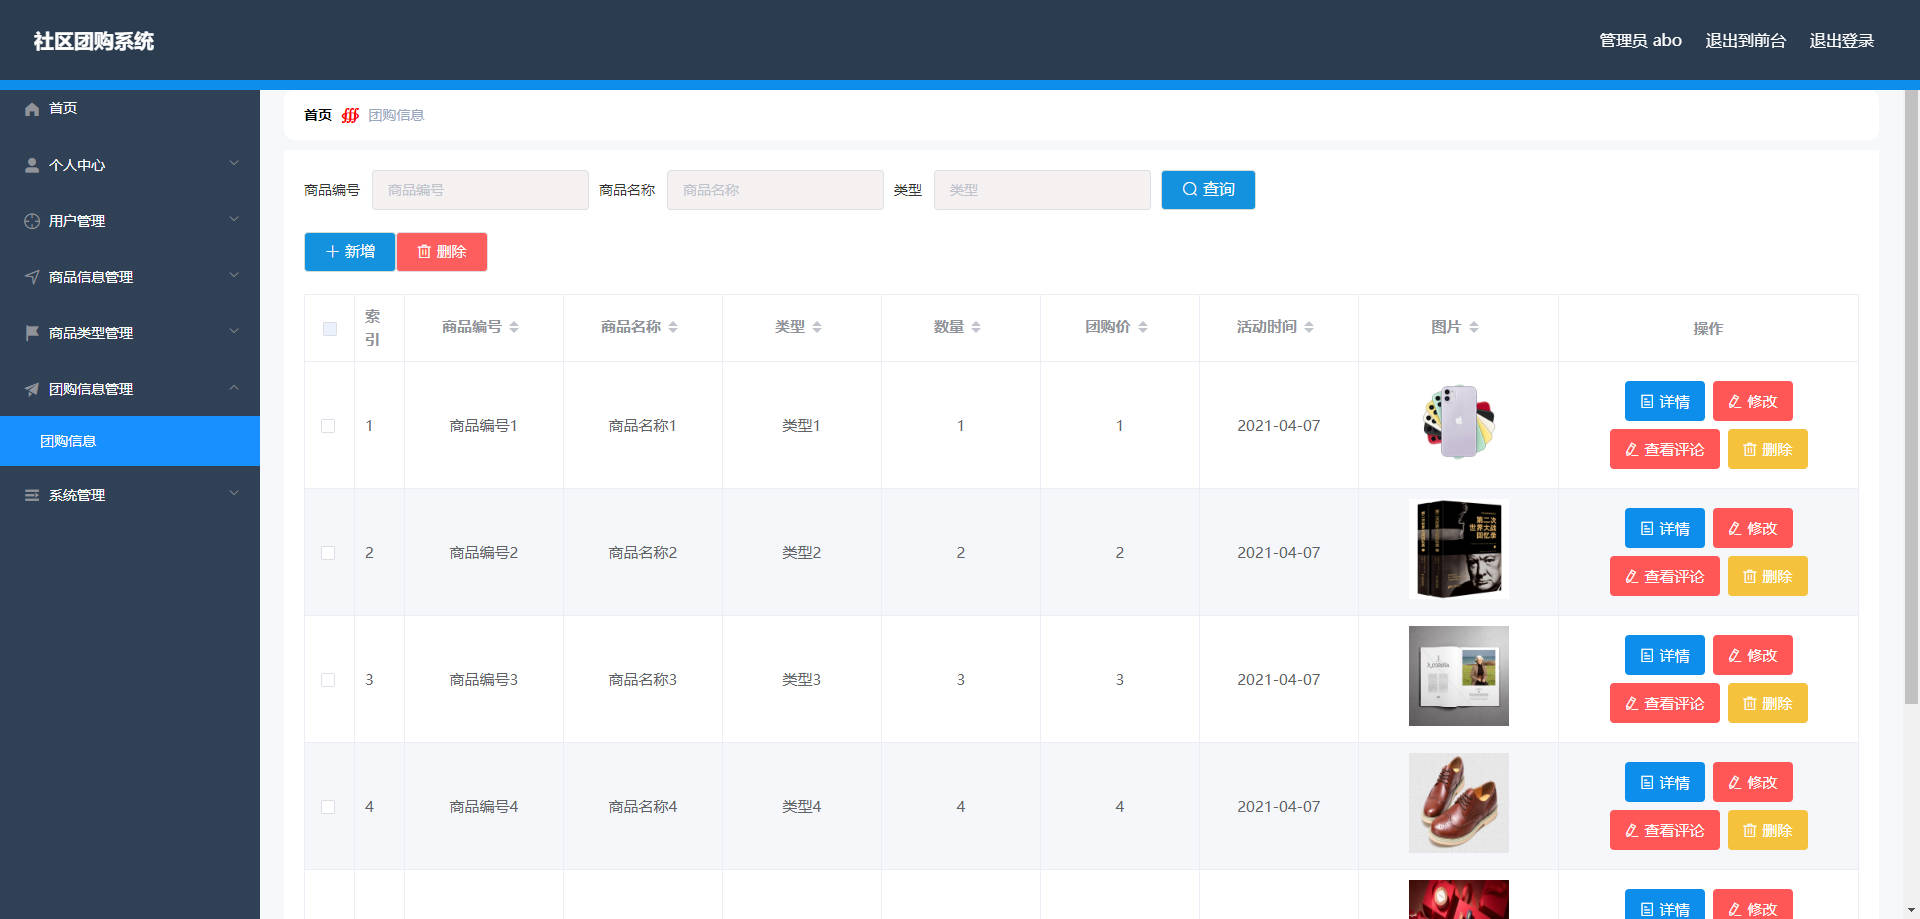 社区团购系统
管理员 abo 退出到前台 退出登录
首页
个人中心
用户管理
商品信息管理
商品类型管理
团购信息管理
团购信息
系统管理
首页 团购信息
商品编号 商品编号 商品名称 商品名称 类型 类型 查询
新增 删除
索引 商品编号 商品名称 类型 数量 团购价 活动时间 图片 操作
1 商品编号1 商品名称1 类型1 1 1 2021-04-07 详情 修改
查看评论 删除
第二次
世界大战
回忆录
2 商品编号2 商品名称2 类型2 2 2 2021-04-07 详情 修改
查看评论 删除
3 商品编号3 商品名称3 类型3 3 3 2021-04-07 详情 修改
查看评论 删除
4 商品编号4 商品名称4 类型4 4 4 2021-04-07 详情 修改
查看评论 删除
详情 修改